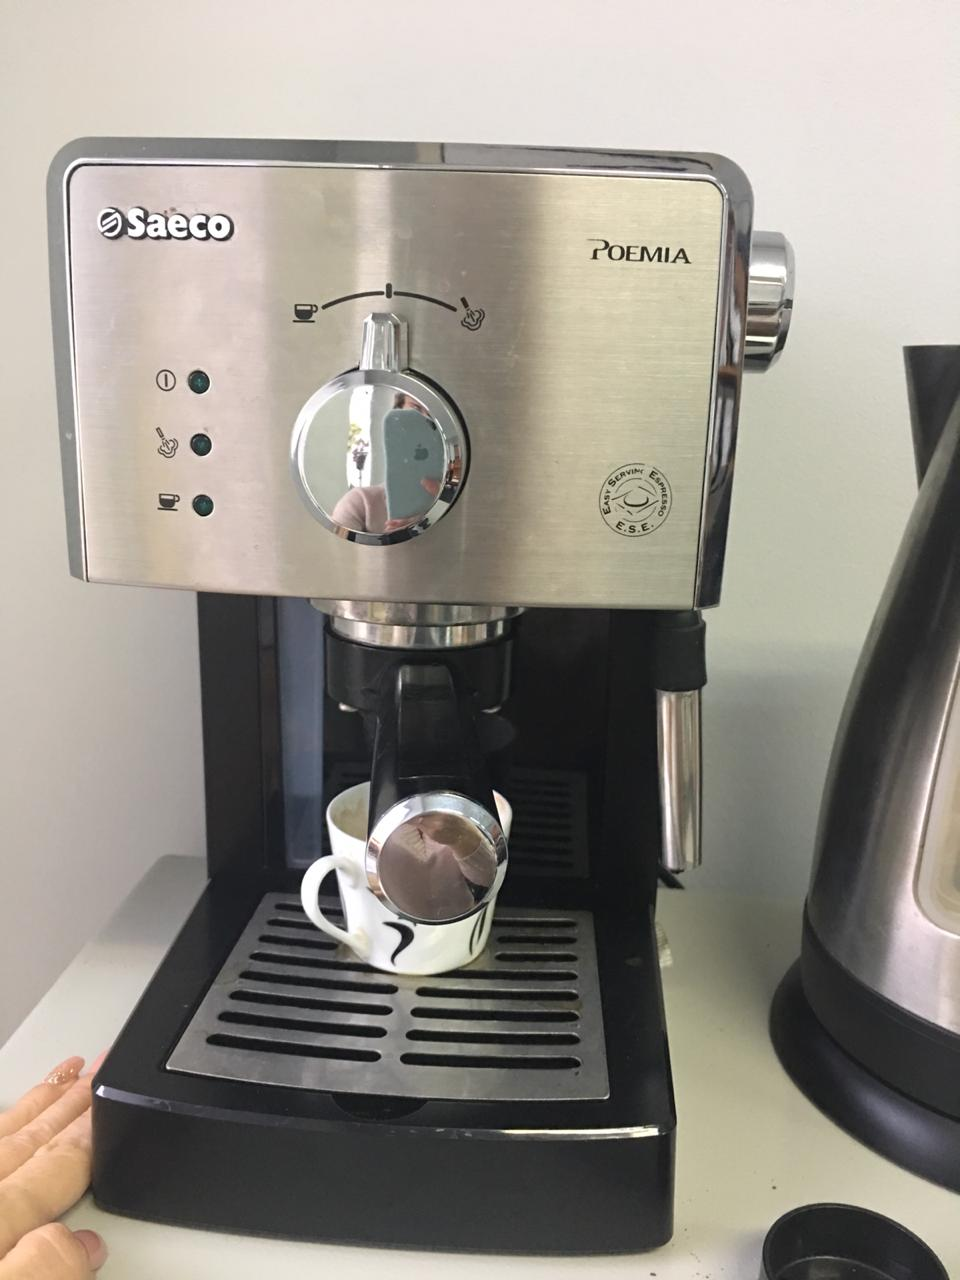 Saeco
POEMIA
EASY SERVING ESPRESSO
E.S.E.